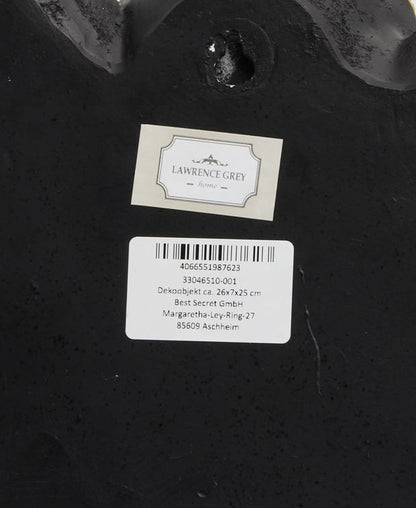 LAWRENCE GREY
home
4066551987623
33046510-001
Dekoobjekt ca. 26x7x25 cm
Best Secret GmbH
Margaretha-Ley-Ring-27
85609 Aschheim